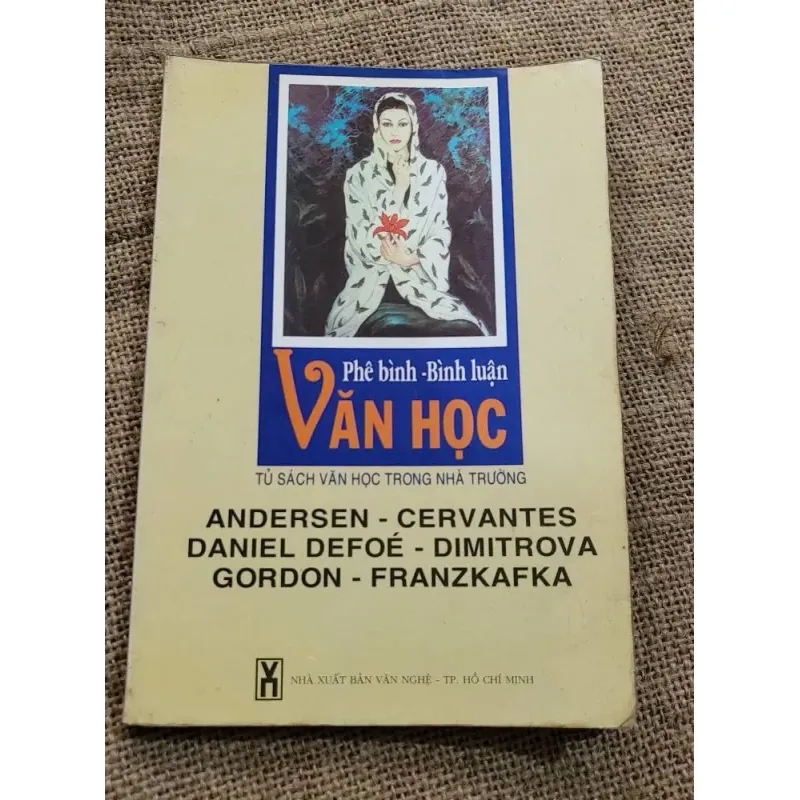 Phê bình -Bình luận
VĂN HỌC
TỦ SÁCH VĂN HỌC TRONG NHÀ TRƯỜNG
ANDERSEN - CERVANTES
DANIEL DEFOÉ - DIMITROVA
GORDON - FRANZKAFKA
VN NHÀ XUẤT BẢN VĂN NGHỆ - TP. HỒ CHÍ MINH